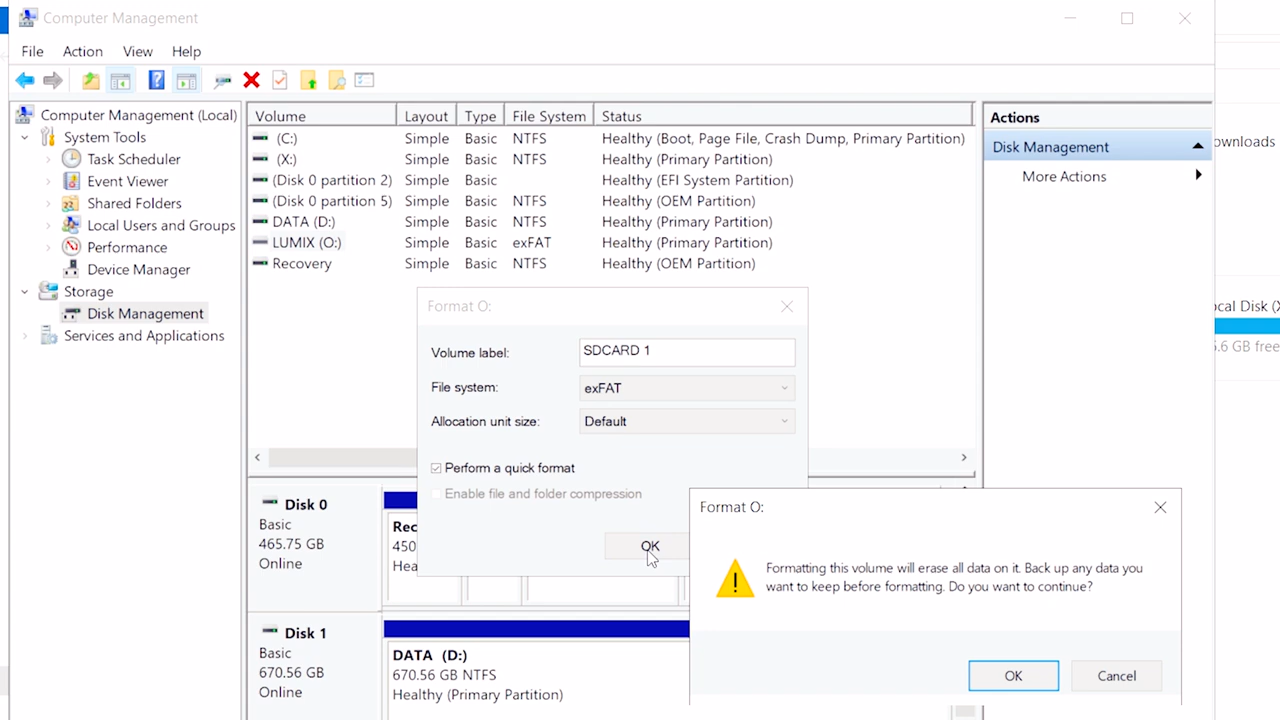 Computer Management
File Action View Help
Computer Management (Local)
System Tools
Task Scheduler
Event Viewer
Shared Folders
Local Users and Groups
Performance
Device Manager
Storage
Disk Management
Services and Applications
Volume Layout Type File System Status
(C:) Simple Basic NTFS Healthy (Boot, Page File, Crash Dump, Primary Partition)
(X:) Simple Basic NTFS Healthy (Primary Partition)
(Disk 0 partition 2) Simple Basic Healthy (EFI System Partition)
(Disk 0 partition 5) Simple Basic NTFS Healthy (OEM Partition)
DATA (D:) Simple Basic NTFS Healthy (Primary Partition)
LUMIX (O:) Simple Basic exFAT Healthy (Primary Partition)
Recovery Simple Basic NTFS Healthy (OEM Partition)
Actions
Disk Management
More Actions
Format O:
Volume label: SDCARD 1
File system: exFAT
Allocation unit size: Default
Perform a quick format
Enable file and folder compression
OK
Disk 0
Basic
465.75 GB
Online
Rec
450
Hea
Disk 1
Basic
670.56 GB
Online
DATA (D:)
670.56 GB NTFS
Healthy (Primary Partition)
Format O:
Formatting this volume will erase all data on it. Back up any data you
want to keep before formatting. Do you want to continue?
OK Cancel
ownloads
ocal Disk (X
.6 GB free